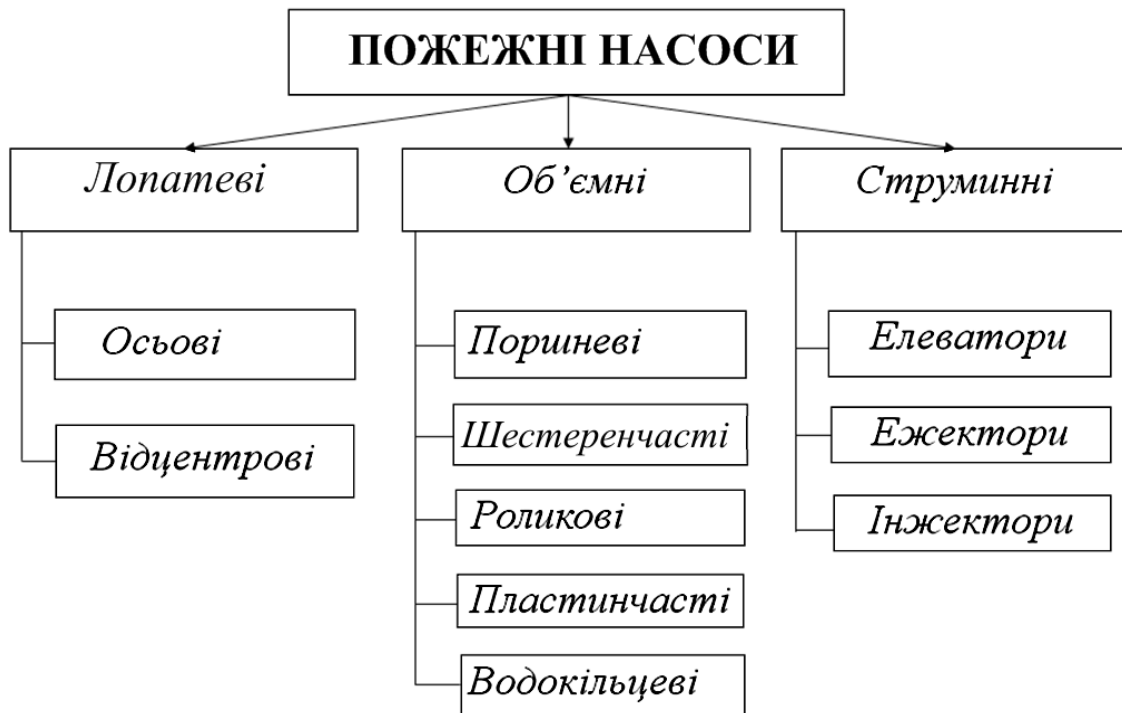 ПОЖЕЖНІ НАСОСИ
Лопатеві
Об’ємні
Струминні
Осьові
Відцентрові
Поршневі
Шестеренчасті
Роликові
Пластинчасті
Водокільцеві
Елеватори
Ежектори
Інжектори